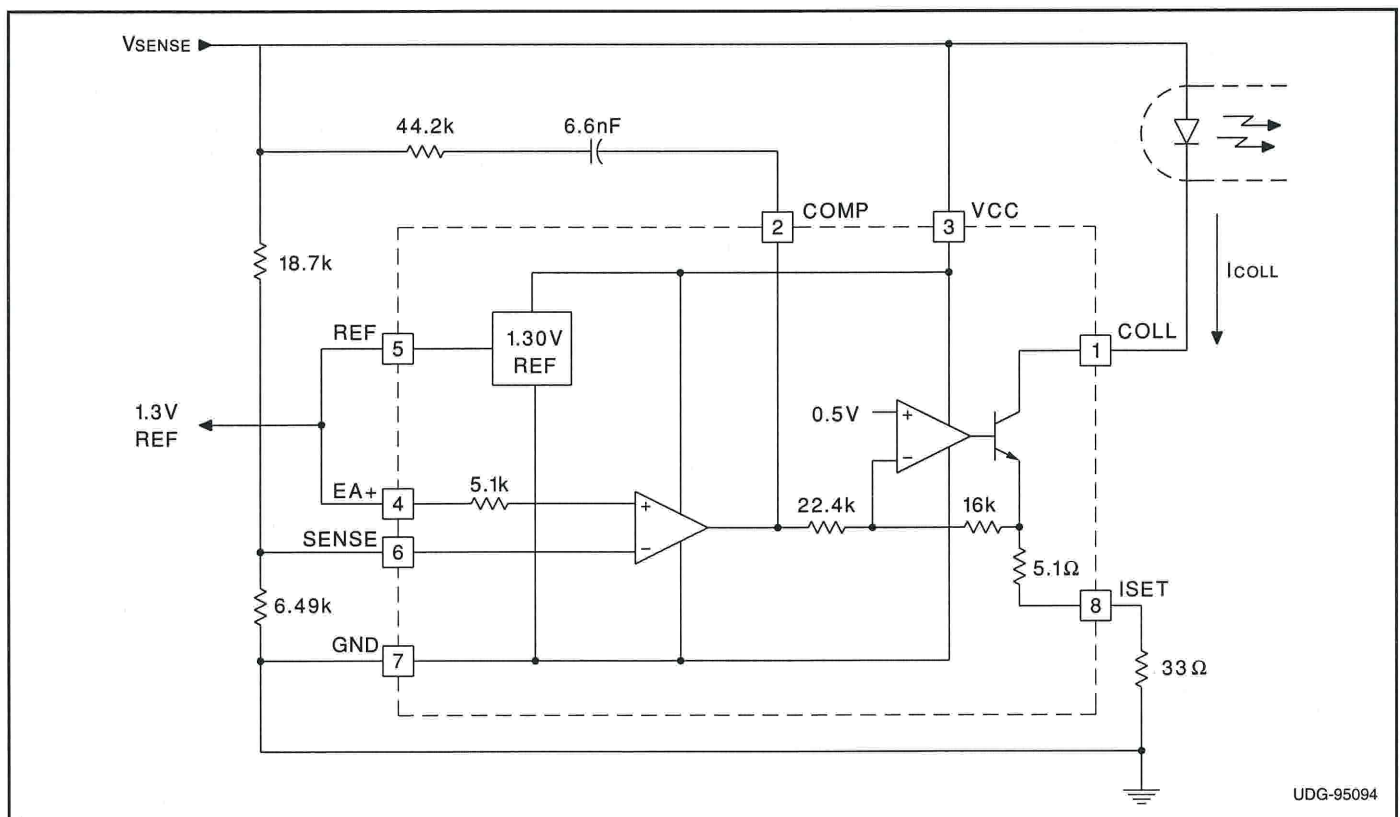 VSENSE
44.2k
6.6nF
COMP
2
VCC
3
18.7k
ICOLL
REF
5
1.30V
REF
COLL
1
1.3V
REF
0.5V
+
−
EA+
4
5.1k
+
−
22.4k
16k
SENSE
6
5.1Ω
ISET
8
6.49k
GND
7
33Ω
UDG-95094